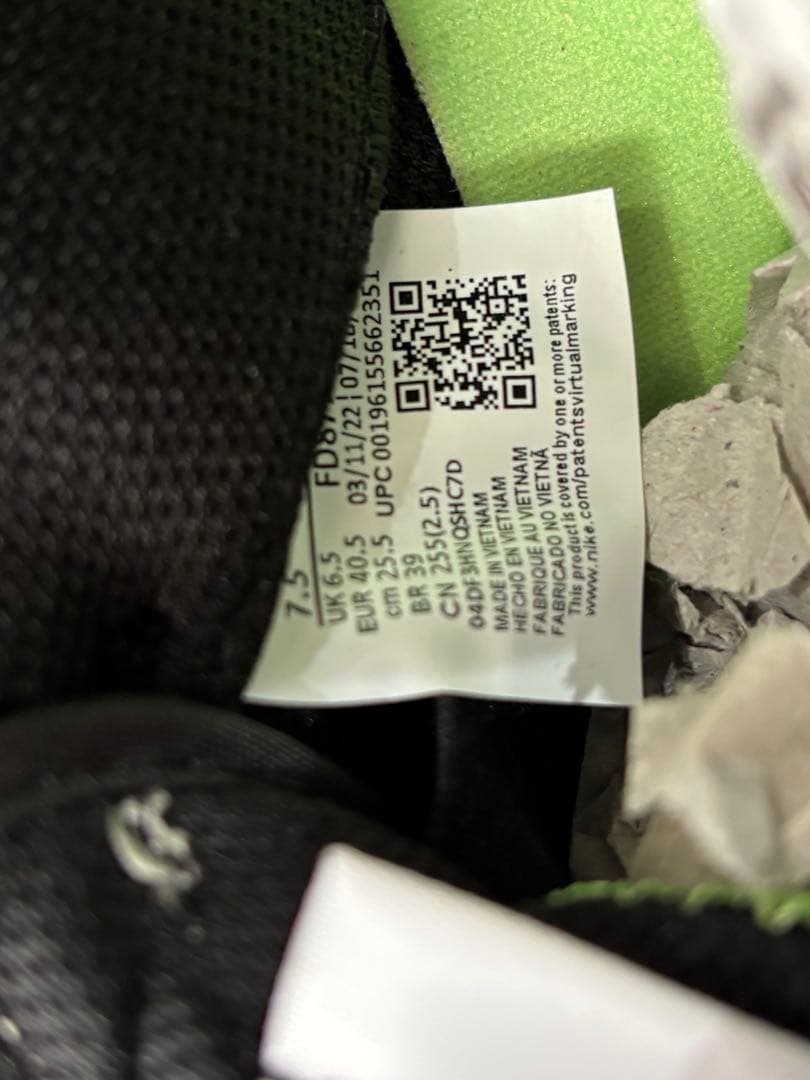 7.5
UK 6.5
EUR 40.5
cm 25.5
BR 39
CN 255(2.5)
03/11/22
UPC 00196155662351
MADE IN VIETNAM
HECHO EN VIETNAM
FABRIQUE AU VIETNAM
FABRICADO NO VIETNÃ
This product is covered by one or more patents:
www.nike.com/patentsvirtualmarking